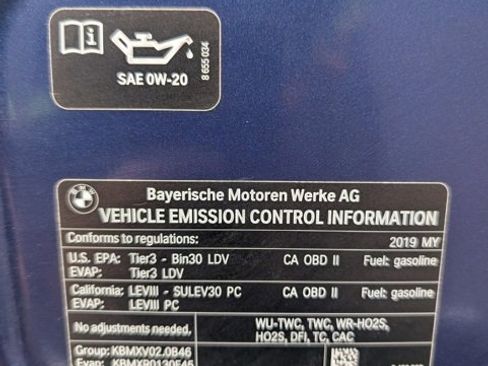 SAE 0W-20
8 655 034
BMW
Bayerische Motoren Werke AG
VEHICLE EMISSION CONTROL INFORMATION
Conforms to regulations: 2019 MY
U.S. EPA: Tier3 - Bin30 LDV CA OBD II Fuel: gasoline
EVAP: Tier3 LDV
California: LEVIII - SULEV30 PC CA OBD II Fuel: gasoline
EVAP: LEVIII PC
No adjustments needed,
WU-TWC, TWC, WR-HO2S,
HO2S, DFI, TC, CAC
Group: KBMXV02.0B46
Evap: